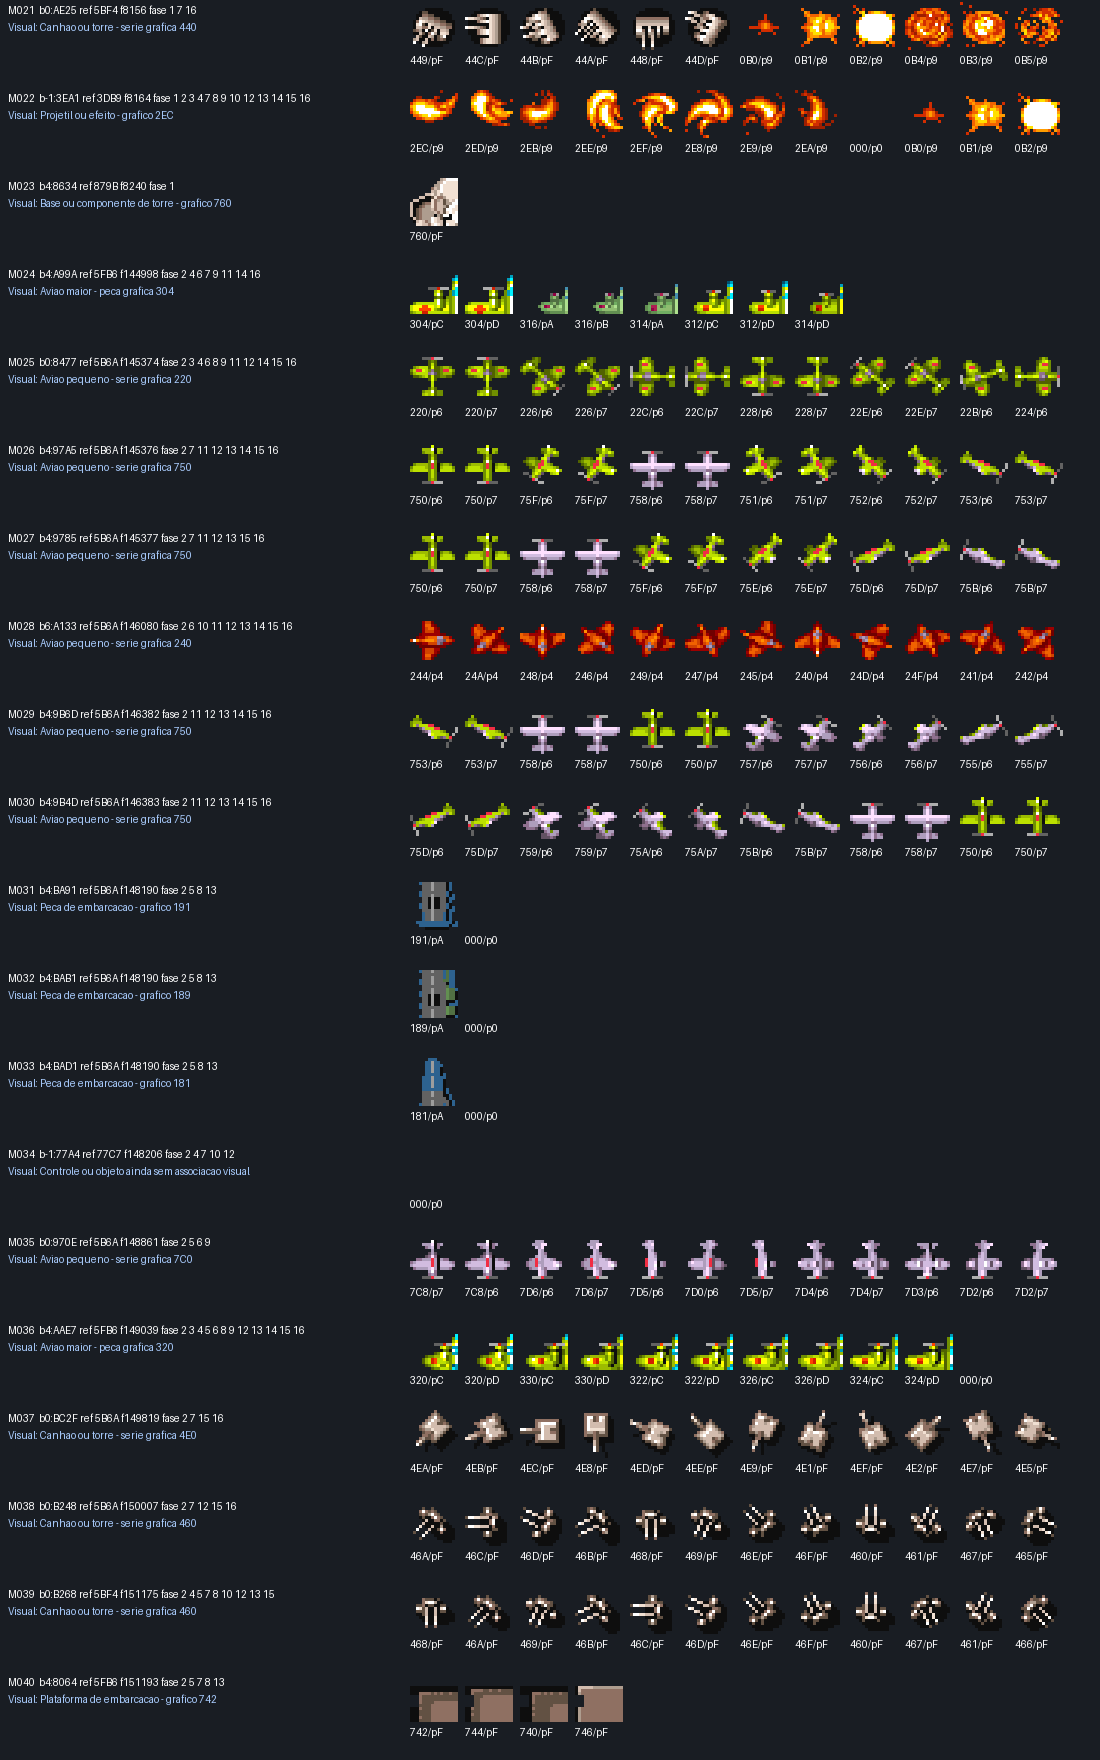 M021 b0:AE25 ref 5BF4 f8156 fase 1 7 16
Visual: Canhao ou torre - serie grafica 440
449/pF 44C/pF 44B/pF 44A/pF 448/pF 44D/pF 0B0/p9 0B1/p9 0B2/p9 0B4/p9 0B3/p9 0B5/p9
M022 b-1:3EA1 ref 3DB9 f8164 fase 1 2 3 4 7 8 9 10 12 13 14 15 16
Visual: Projetil ou efeito - grafico 2EC
2EC/p9 2ED/p9 2EB/p9 2EE/p9 2EF/p9 2E8/p9 2E9/p9 2EA/p9 000/p0 0B0/p9 0B1/p9 0B2/p9
M023 b4:8634 ref 879B f8240 fase 1
Visual: Base ou componente de torre - grafico 760
760/pF
M024 b4:A99A ref 5FB6 f144998 fase 2 4 6 7 9 11 14 16
Visual: Aviao maior - peca grafica 304
304/pC 304/pD 316/pA 316/pB 314/pA 312/pC 312/pD 314/pD
M025 b0:8477 ref 5B6A f145374 fase 2 3 4 6 8 9 11 12 14 15 16
Visual: Aviao pequeno - serie grafica 220
220/p6 220/p7 226/p6 226/p7 22C/p6 22C/p7 228/p6 228/p7 22E/p6 22E/p7 22B/p6 224/p6
M026 b4:97A5 ref 5B6A f145376 fase 2 7 11 12 13 14 15 16
Visual: Aviao pequeno - serie grafica 750
750/p6 750/p7 75F/p6 75F/p7 758/p6 758/p7 751/p6 751/p7 752/p6 752/p7 753/p6 753/p7
M027 b4:9785 ref 5B6A f145377 fase 2 7 11 12 13 15 16
Visual: Aviao pequeno - serie grafica 750
750/p6 750/p7 758/p6 758/p7 75F/p6 75F/p7 75E/p6 75E/p7 75D/p6 75D/p7 75B/p6 75B/p7
M028 b6:A133 ref 5B6A f146080 fase 2 6 10 11 12 13 14 15 16
Visual: Aviao pequeno - serie grafica 240
244/p4 24A/p4 248/p4 246/p4 249/p4 247/p4 245/p4 240/p4 24D/p4 24F/p4 241/p4 242/p4
M029 b4:9B6D ref 5B6A f146382 fase 2 11 12 13 14 15 16
Visual: Aviao pequeno - serie grafica 750
753/p6 753/p7 758/p6 758/p7 750/p6 750/p7 757/p6 757/p7 756/p6 756/p7 755/p6 755/p7
M030 b4:9B4D ref 5B6A f146383 fase 2 11 12 13 14 15 16
Visual: Aviao pequeno - serie grafica 750
75D/p6 75D/p7 759/p6 759/p7 75A/p6 75A/p7 75B/p6 75B/p7 758/p6 758/p7 750/p6 750/p7
M031 b4:BA91 ref 5B6A f148190 fase 2 5 8 13
Visual: Peca de embarcacao - grafico 191
191/pA 000/p0
M032 b4:BAB1 ref 5B6A f148190 fase 2 5 8 13
Visual: Peca de embarcacao - grafico 189
189/pA 000/p0
M033 b4:BAD1 ref 5B6A f148190 fase 2 5 8 13
Visual: Peca de embarcacao - grafico 181
181/pA 000/p0
M034 b-1:77A4 ref 77C7 f148206 fase 2 4 7 10 12
Visual: Controle ou objeto ainda sem associacao visual
000/p0
M035 b0:970E ref 5B6A f148861 fase 2 5 6 9
Visual: Aviao pequeno - serie grafica 7C0
7C8/p7 7C8/p6 7D6/p6 7D6/p7 7D5/p6 7D0/p6 7D5/p7 7D4/p6 7D4/p7 7D3/p6 7D2/p6 7D2/p7
M036 b4:AAE7 ref 5FB6 f149039 fase 2 3 4 5 6 8 9 12 13 14 15 16
Visual: Aviao maior - peca grafica 320
320/pC 320/pD 330/pC 330/pD 322/pC 322/pD 326/pC 326/pD 324/pC 324/pD 000/p0
M037 b0:BC2F ref 5B6A f149819 fase 2 7 15 16
Visual: Canhao ou torre - serie grafica 4E0
4EA/pF 4EB/pF 4EC/pF 4E8/pF 4ED/pF 4EE/pF 4E9/pF 4E1/pF 4EF/pF 4E2/pF 4E7/pF 4E5/pF
M038 b0:B248 ref 5B6A f150007 fase 2 7 12 15 16
Visual: Canhao ou torre - serie grafica 460
46A/pF 46C/pF 46D/pF 46B/pF 468/pF 469/pF 46E/pF 46F/pF 460/pF 461/pF 467/pF 465/pF
M039 b0:B268 ref 5BF4 f151175 fase 2 4 5 7 8 10 12 13 15
Visual: Canhao ou torre - serie grafica 460
468/pF 46A/pF 469/pF 46B/pF 46C/pF 46D/pF 46E/pF 46F/pF 460/pF 467/pF 461/pF 466/pF
M040 b4:8064 ref 5FB6 f151193 fase 2 5 7 8 13
Visual: Plataforma de embarcacao - grafico 742
742/pF 744/pF 740/pF 746/pF